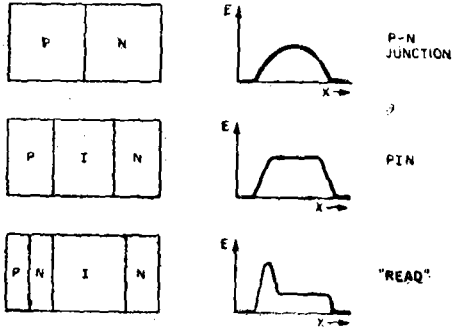 P N
E
X
P-N
JUNCTION
P I N
E
X
PIN
P N I N
E
X
"READ"